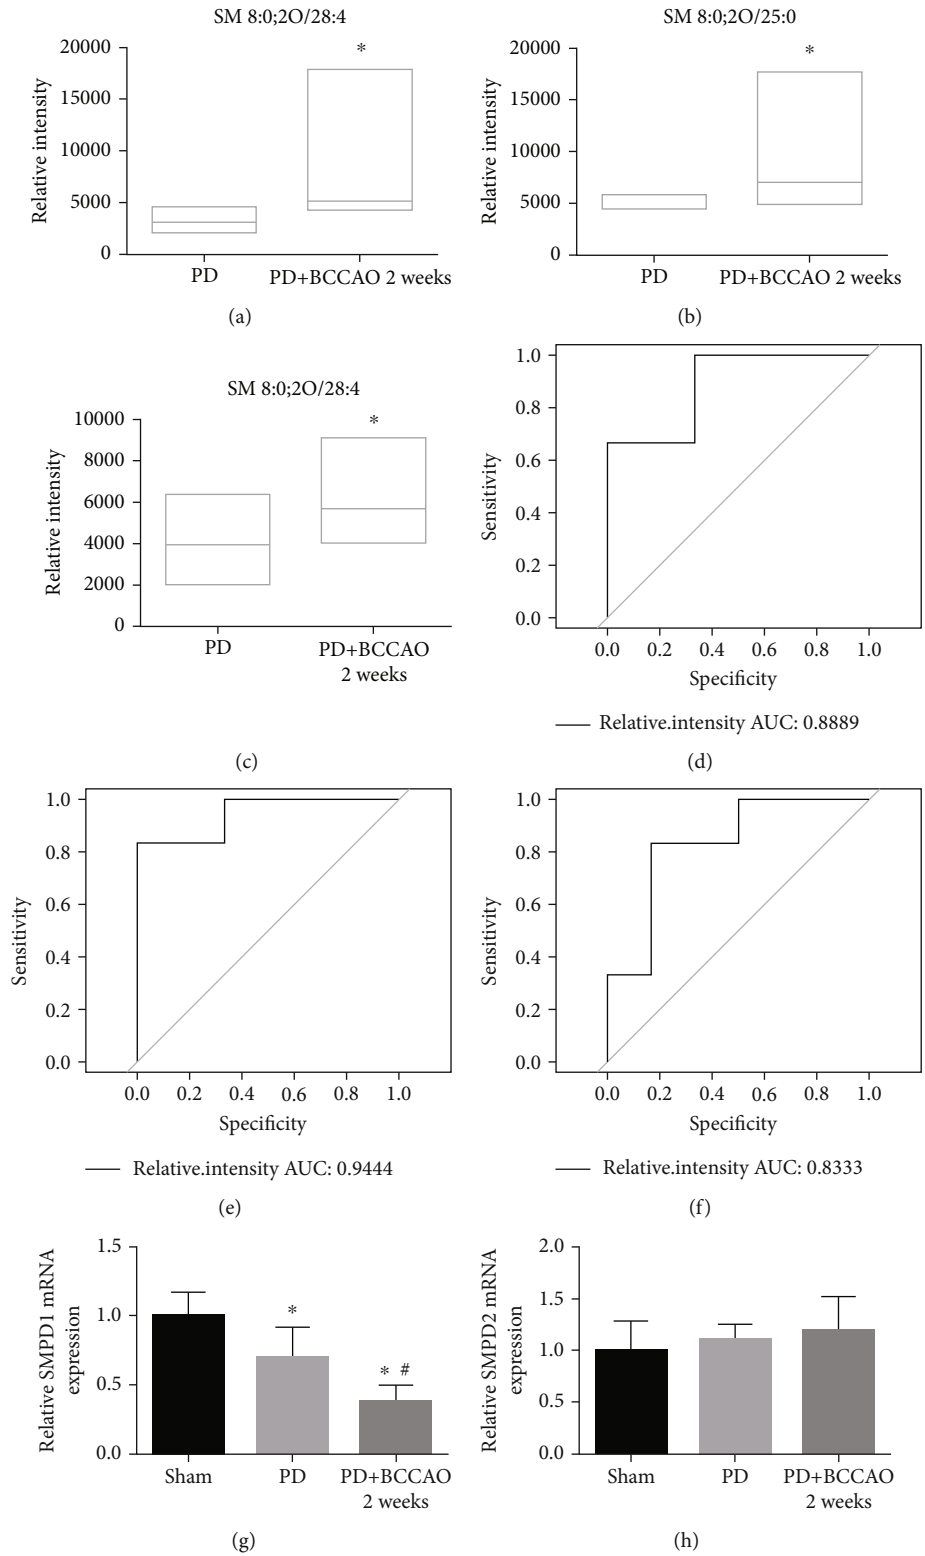 SM 8:0;2O/28:4
Relative intensity
20000
15000
10000
5000
0
*
PD
PD+BCCAO 2 weeks
(a)
SM 8:0;2O/25:0
Relative intensity
20000
15000
10000
5000
0
*
PD
PD+BCCAO 2 weeks
(b)
SM 8:0;2O/28:4
Relative intensity
10000
8000
6000
4000
2000
0
*
PD
PD+BCCAO
2 weeks
(c)
Sensitivity
1.0
0.8
0.6
0.4
0.2
0.0
0.0 0.2 0.4 0.6 0.8 1.0
Specificity
Relative.intensity AUC: 0.8889
(d)
Sensitivity
1.0
0.8
0.6
0.4
0.2
0.0
0.0 0.2 0.4 0.6 0.8 1.0
Specificity
Relative.intensity AUC: 0.9444
(e)
Sensitivity
1.0
0.8
0.6
0.4
0.2
0.0
0.0 0.2 0.4 0.6 0.8 1.0
Specificity
Relative.intensity AUC: 0.8333
(f)
Relative SMPD1 mRNA
expression
1.5
1.0
0.5
0.0
*
* #
Sham
PD
PD+BCCAO
2 weeks
(g)
Relative SMPD2 mRNA
expression
2.0
1.5
1.0
0.5
0.0
Sham
PD
PD+BCCAO
2 weeks
(h)